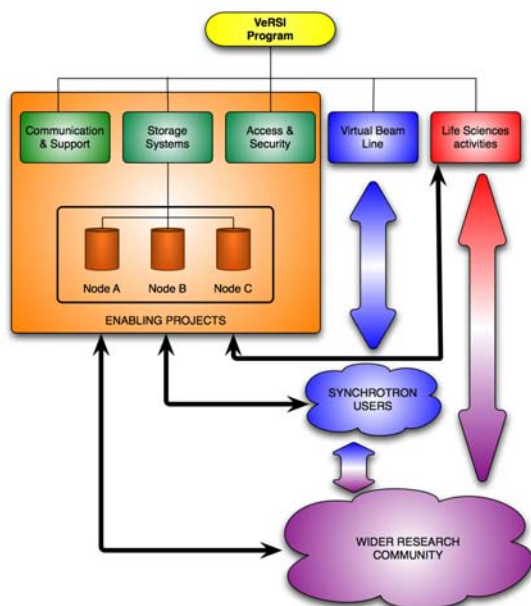 VeRSI
Program
Communication
& Support
Storage
Systems
Access &
Security
Virtual Beam
Line
Life Sciences
activities
Node A
Node B
Node C
ENABLING PROJECTS
SYNCHROTRON
USERS
WIDER RESEARCH
COMMUNITY